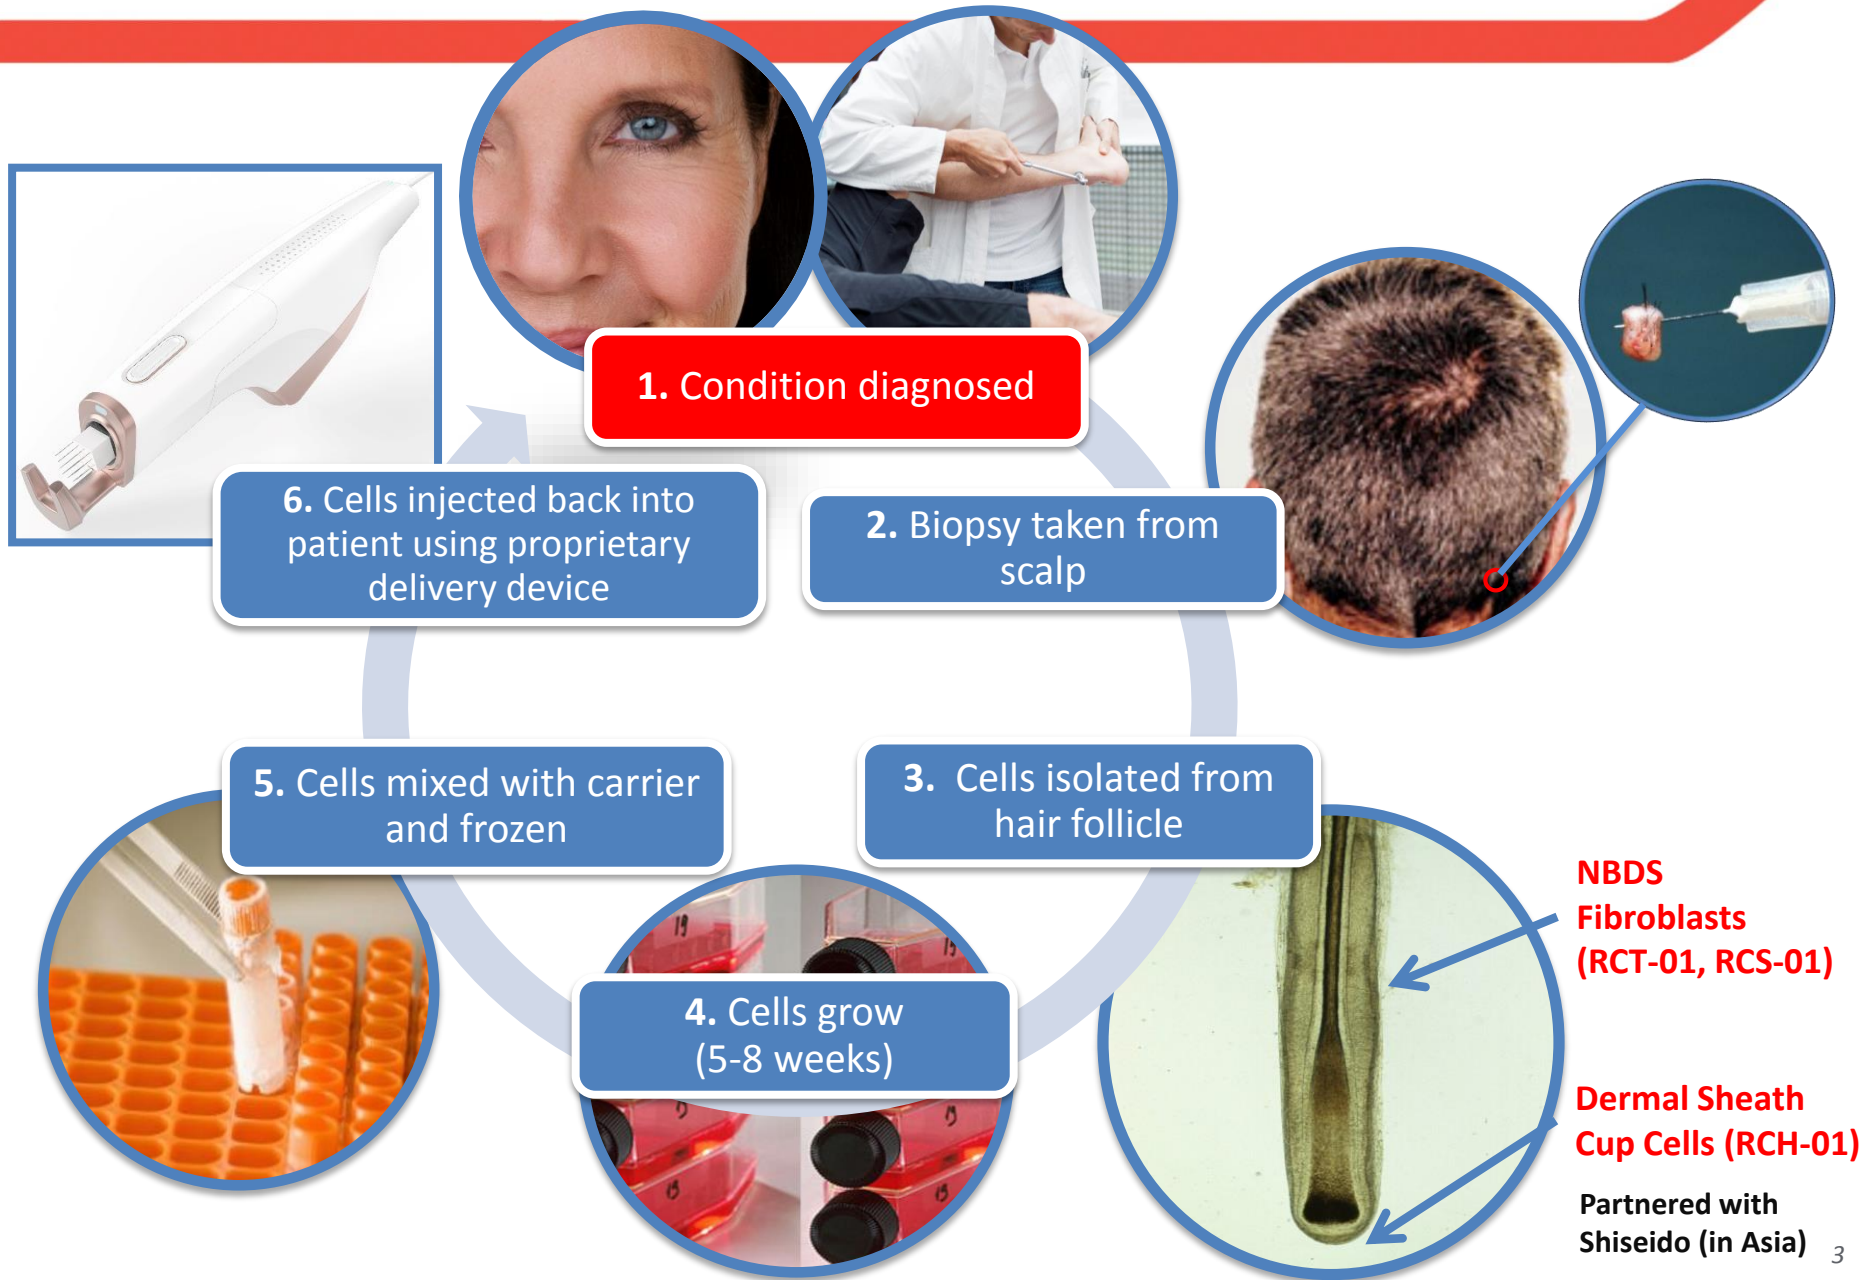 1. Condition diagnosed
2. Biopsy taken from
scalp
3. Cells isolated from
hair follicle
NBDS
Fibroblasts
(RCT-01, RCS-01)
Dermal Sheath
Cup Cells (RCH-01)
Partnered with
Shiseido (in Asia)
4. Cells grow
(5-8 weeks)
19
5. Cells mixed with carrier
and frozen
6. Cells injected back into
patient using proprietary
delivery device
3